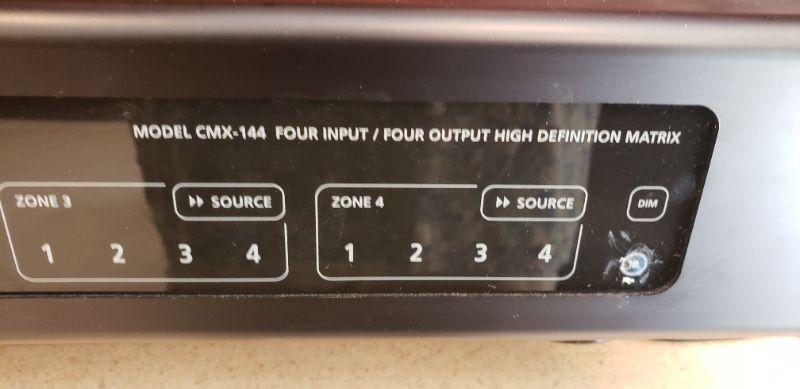 MODEL CMX-144 FOUR INPUT / FOUR OUTPUT HIGH DEFINITION MATRIX
ZONE 3 SOURCE ZONE 4 SOURCE DIM
1 2 3 4 1 2 3 4
IR